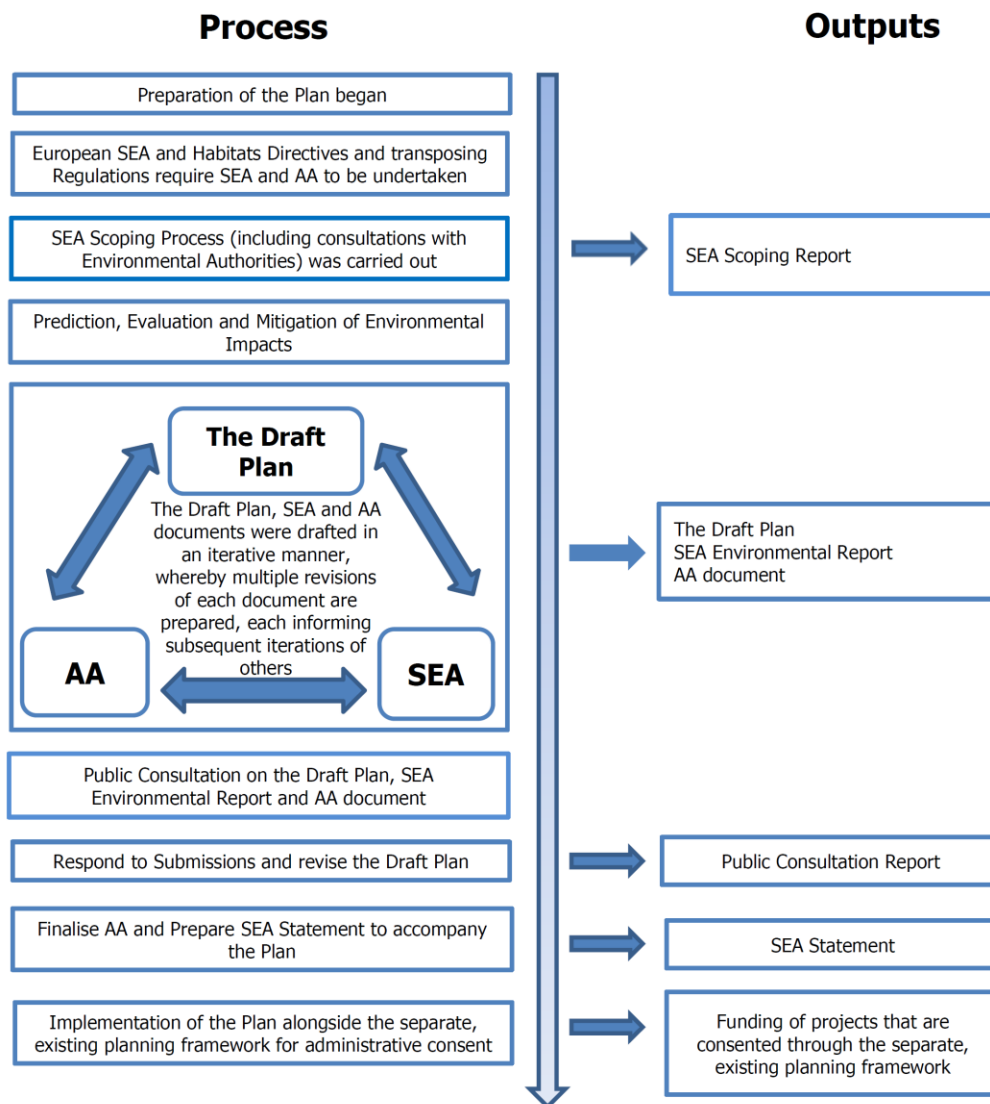 Process
Outputs
Preparation of the Plan began
European SEA and Habitats Directives and transposing
Regulations require SEA and AA to be undertaken
SEA Scoping Process (including consultations with
Environmental Authorities) was carried out
SEA Scoping Report
Prediction, Evaluation and Mitigation of Environmental
Impacts
The Draft
Plan
The Draft Plan, SEA and AA
documents were drafted in
an iterative manner,
whereby multiple revisions
of each document are
prepared, each informing
subsequent iterations of
others
AA
SEA
The Draft Plan
SEA Environmental Report
AA document
Public Consultation on the Draft Plan, SEA
Environmental Report and AA document
Respond to Submissions and revise the Draft Plan
Public Consultation Report
Finalise AA and Prepare SEA Statement to accompany
the Plan
SEA Statement
Implementation of the Plan alongside the separate,
existing planning framework for administrative consent
Funding of projects that are
consented through the separate,
existing planning framework